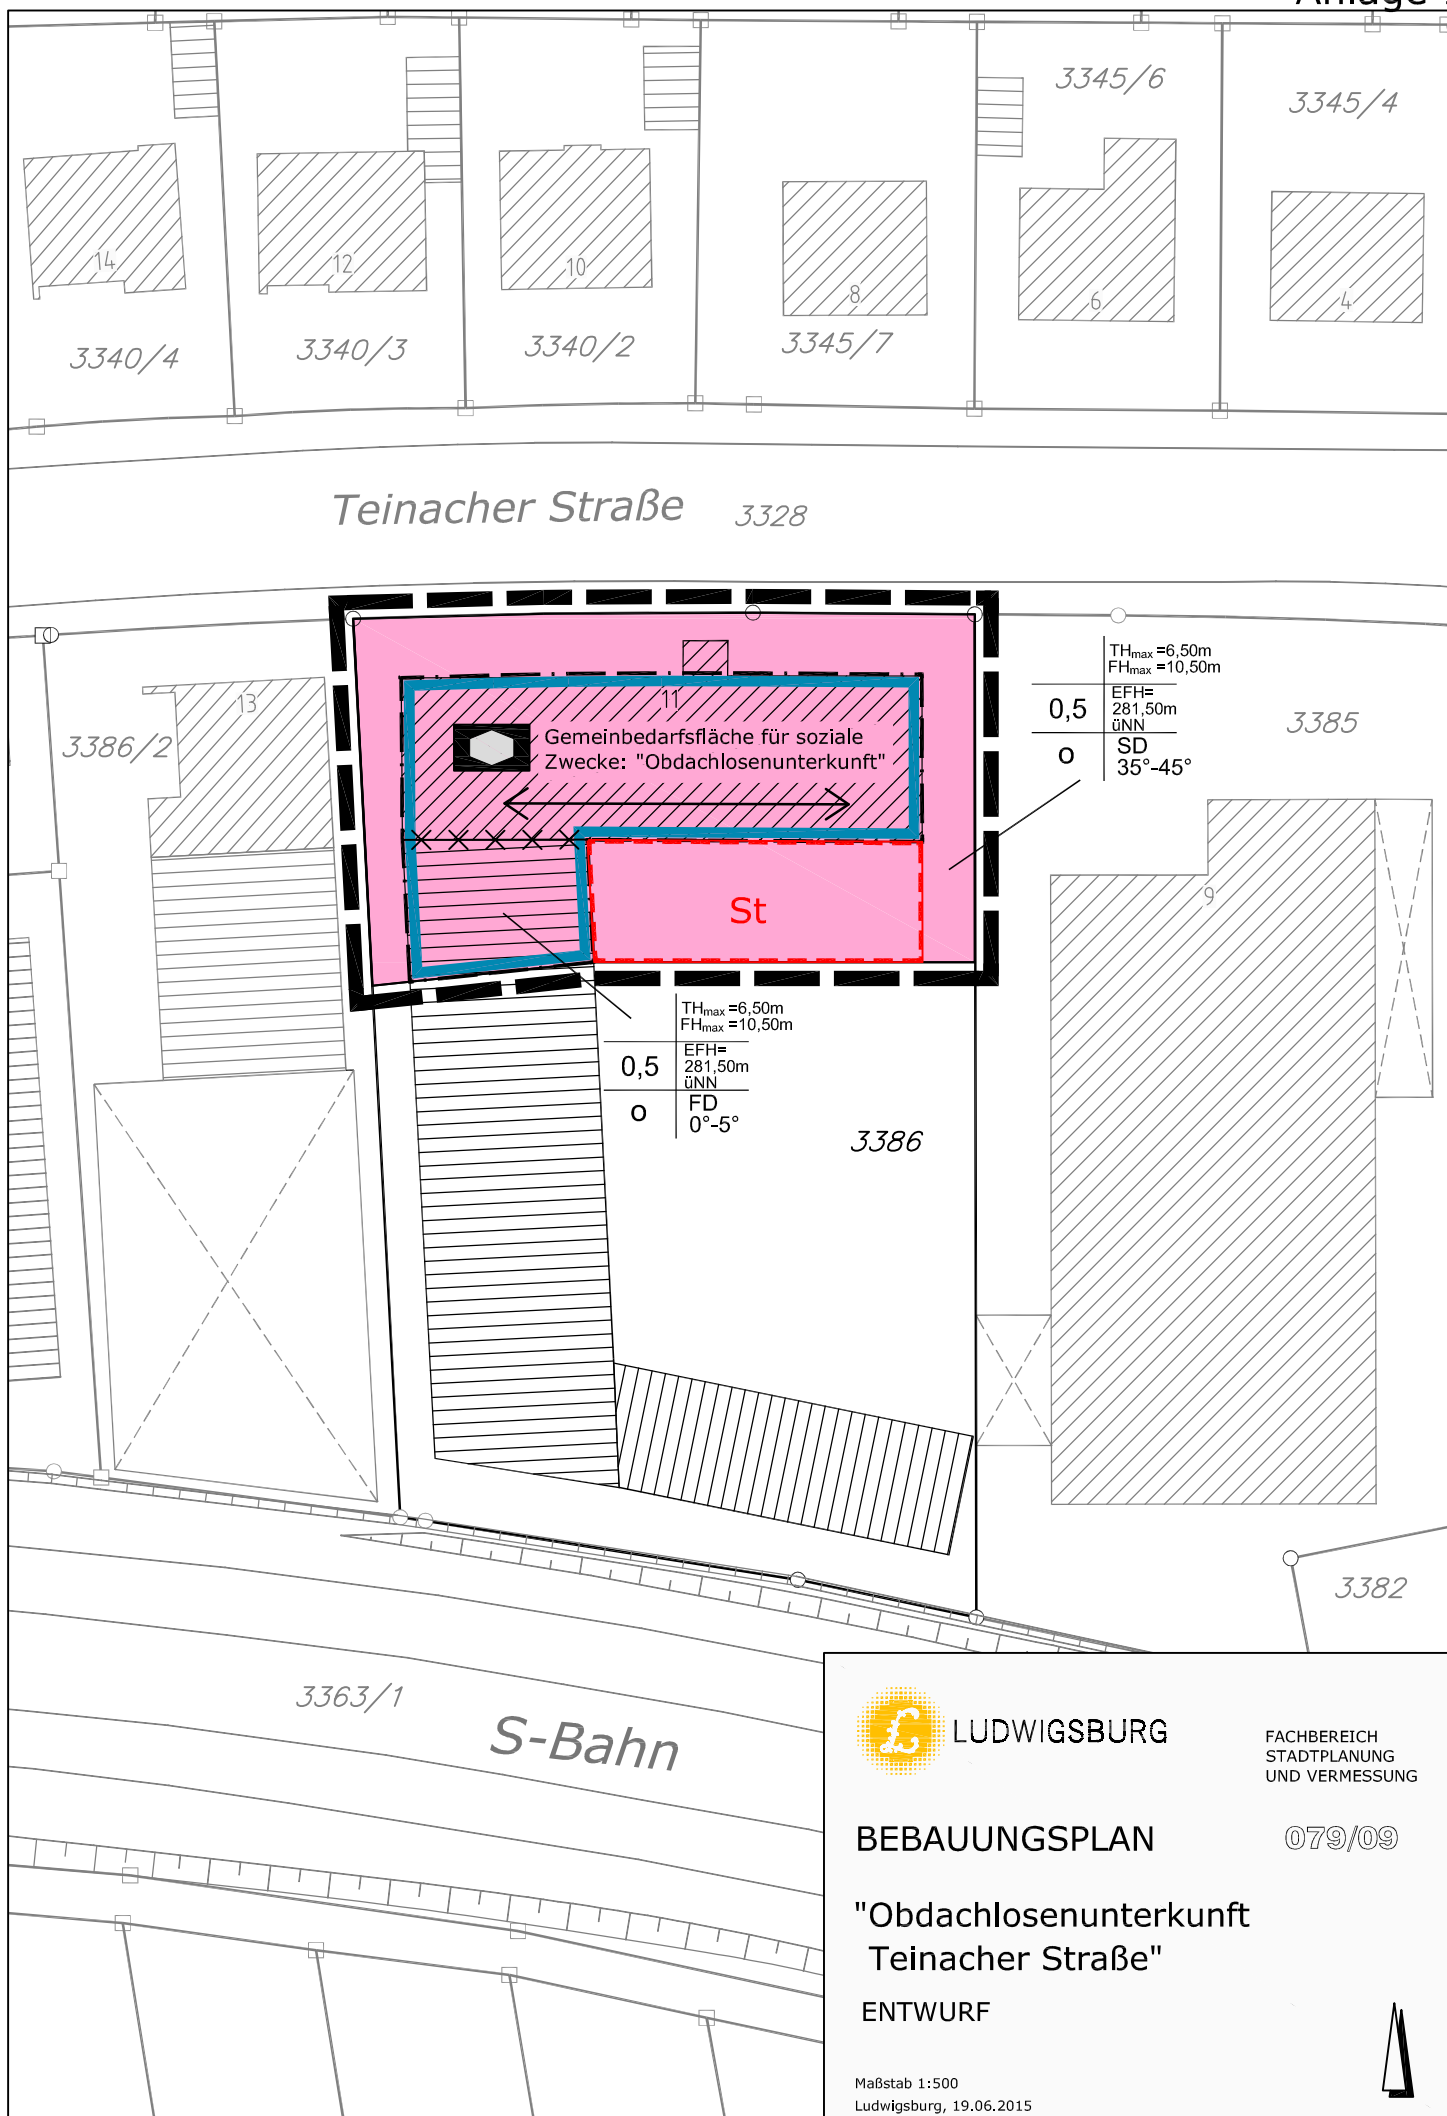 3345/6
3345/4
14
12
10
8
6
4
3340/4
3340/3
3340/2
3345/7
Teinacher Straße 3328
THmax =6,50m
FHmax =10,50m
0,5
EFH=
281,50m
üNN
o
SD
35°-45°
3385
13
3386/2
11
Gemeinbedarfsfläche für soziale
Zwecke: "Obdachlosenunterkunft"
9
St
THmax =6,50m
FHmax =10,50m
0,5
EFH=
281,50m
üNN
o
FD
0°-5°
3386
3382
3363/1
S-Bahn
LUDWIGSBURG
FACHBEREICH
STADTPLANUNG
UND VERMESSUNG
BEBAUUNGSPLAN
079/09
"Obdachlosenunterkunft
Teinacher Straße"
ENTWURF
Maßstab 1:500
Ludwigsburg, 19.06.2015